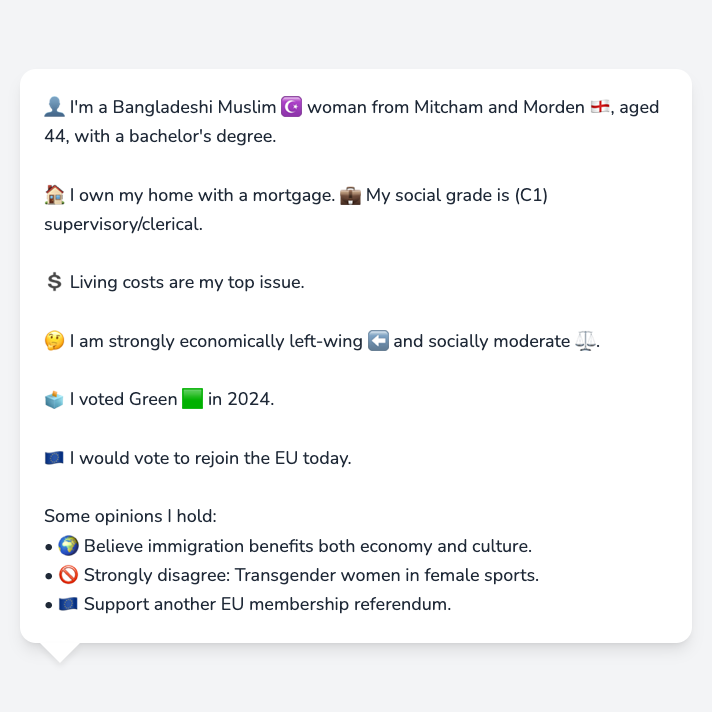 👤 I'm a Bangladeshi Muslim ☪️ woman from Mitcham and Morden 🏴󠁧󠁢󠁥󠁮󠁧󠁿, aged
44, with a bachelor's degree.
🏠 I own my home with a mortgage. 💼 My social grade is (C1)
supervisory/clerical.
💲 Living costs are my top issue.
🤔 I am strongly economically left-wing ⬅️ and socially moderate ⚖️.
🗳️ I voted Green 🟩 in 2024.
🇪🇺 I would vote to rejoin the EU today.
Some opinions I hold:
• 🌍 Believe immigration benefits both economy and culture.
• 🚫 Strongly disagree: Transgender women in female sports.
• 🇪🇺 Support another EU membership referendum.